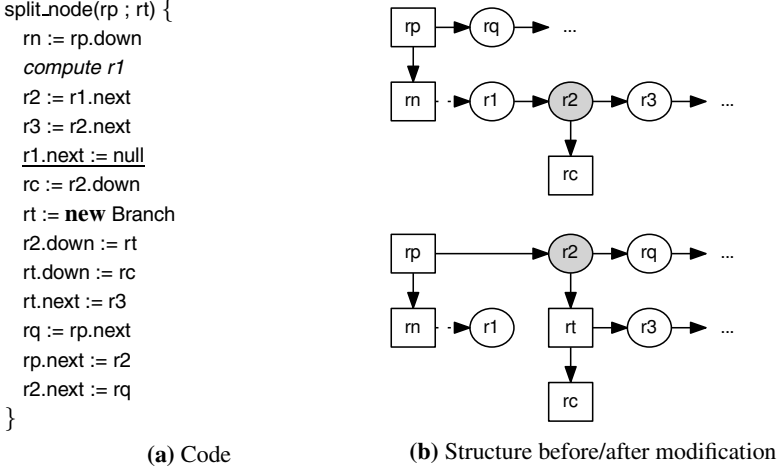 split_node(rp ; rt) {
rn := rp.down
compute r1
r2 := r1.next
r3 := r2.next
r1.next := null
rc := r2.down
rt := new Branch
r2.down := rt
rt.down := rc
rt.next := r3
rq := rp.next
rp.next := r2
r2.next := rq
}
(a) Code
rp rq ...
rn r1 r2 r3 ...
rc
rp r2 rq ...
rn r1 rt r3 ...
rc
(b) Structure before/after modification